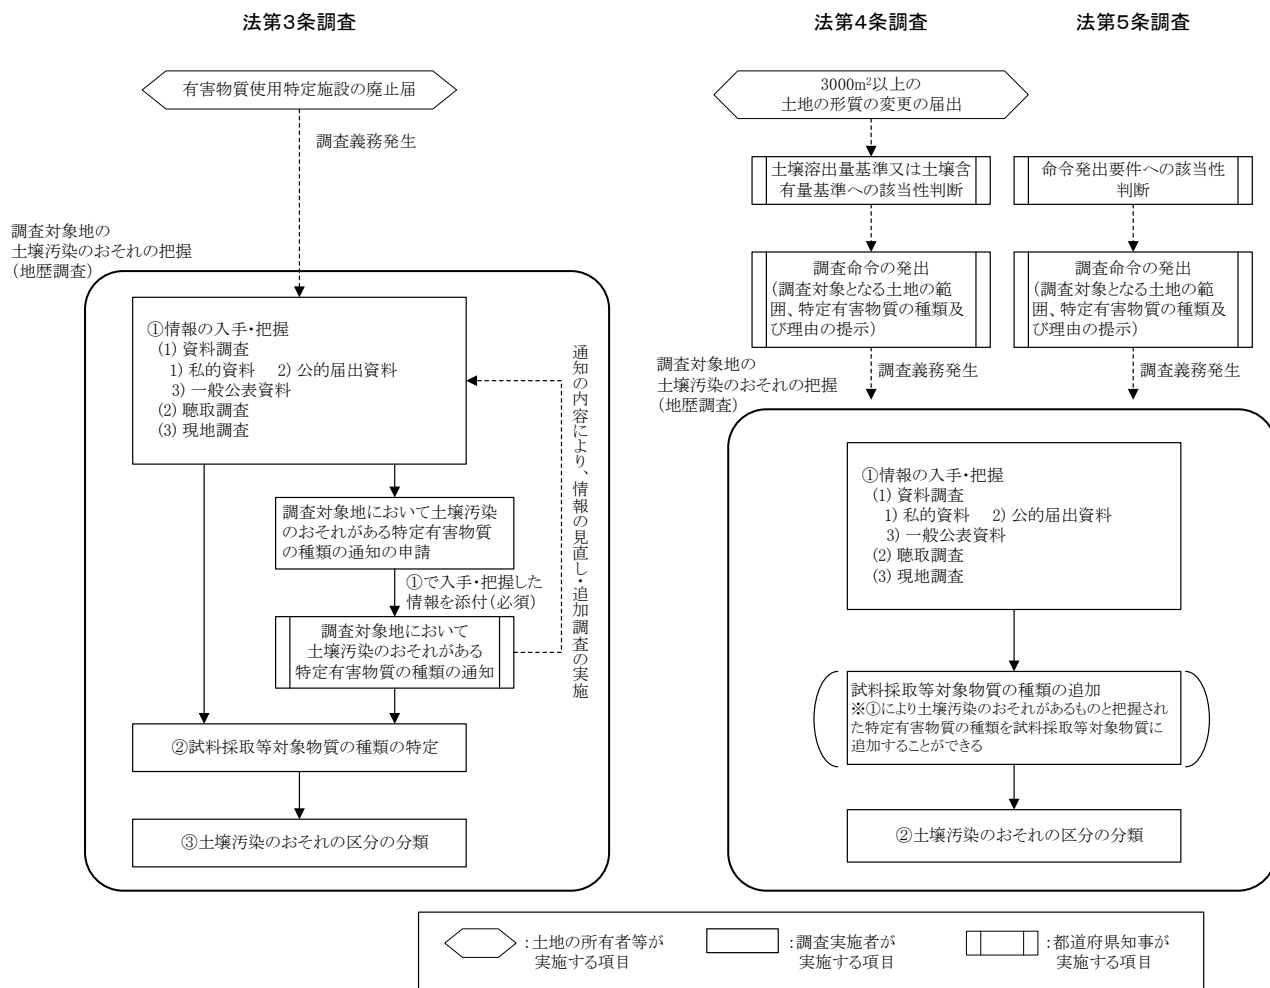 法第3条調査
有害物質使用特定施設の廃止届
調査義務発生
調査対象地の
土壌汚染のおそれの把握
(地歴調査)
①情報の入手・把握
(1) 資料調査
1) 私的資料 2) 公的届出資料
3) 一般公表資料
(2) 聴取調査
(3) 現地調査
調査対象地において土壌汚染
のおそれがある特定有害物質
の種類の通知の申請
①で入手・把握した
情報を添付(必須)
調査対象地において
土壌汚染のおそれがある
特定有害物質の種類の通知
通知の内容により、情報の見直し・追加調査の実施
②試料採取等対象物質の種類の特定
③土壌汚染のおそれの区分の分類
法第4条調査
法第5条調査
3000m²以上の
土地の形質の変更の届出
土壌溶出量基準又は土壌含
有量基準への該当性判断
命令発出要件への該当性
判断
調査命令の発出
(調査対象となる土地の範
囲、特定有害物質の種類及
び理由の提示)
調査命令の発出
(調査対象となる土地の範
囲、特定有害物質の種類及
び理由の提示)
調査義務発生
調査義務発生
調査対象地の
土壌汚染のおそれの把握
(地歴調査)
①情報の入手・把握
(1) 資料調査
1) 私的資料 2) 公的届出資料
3) 一般公表資料
(2) 聴取調査
(3) 現地調査
試料採取等対象物質の種類の追加
※①により土壌汚染のおそれがあるものと把握され
た特定有害物質の種類を試料採取等対象物質に
追加することができる
②土壌汚染のおそれの区分の分類
:土地の所有者等が
実施する項目
:調査実施者が
実施する項目
:都道府県知事が
実施する項目